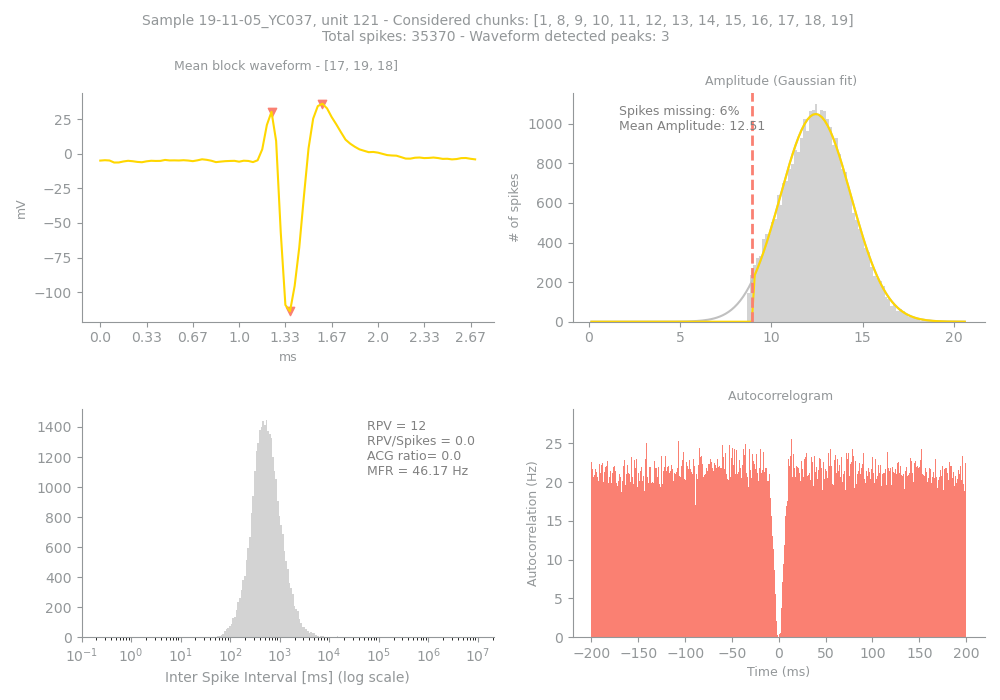 Sample 19-11-05_YC037, unit 121 - Considered chunks: [1, 8, 9, 10, 11, 12, 13, 14, 15, 16, 17, 18, 19]
Total spikes: 35370 - Waveform detected peaks: 3
Mean block waveform - [17, 19, 18]
25
0
−25
−50
−75
−100
mV
0.0 0.33 0.67 1.0 1.33 1.67 2.0 2.33 2.67
ms
Amplitude (Gaussian fit)
Spikes missing: 6%
Mean Amplitude: 12.51
1000
800
600
400
200
0
# of spikes
0 5 10 15 20
1400
1200
1000
800
600
400
200
0
RPV = 12
RPV/Spikes = 0.0
ACG ratio= 0.0
MFR = 46.17 Hz
10⁻¹ 10⁰ 10¹ 10² 10³ 10⁴ 10⁵ 10⁶ 10⁷
Inter Spike Interval [ms] (log scale)
Autocorrelogram
25
20
15
10
5
0
Autocorrelation (Hz)
−200 −150 −100 −50 0 50 100 150 200
Time (ms)